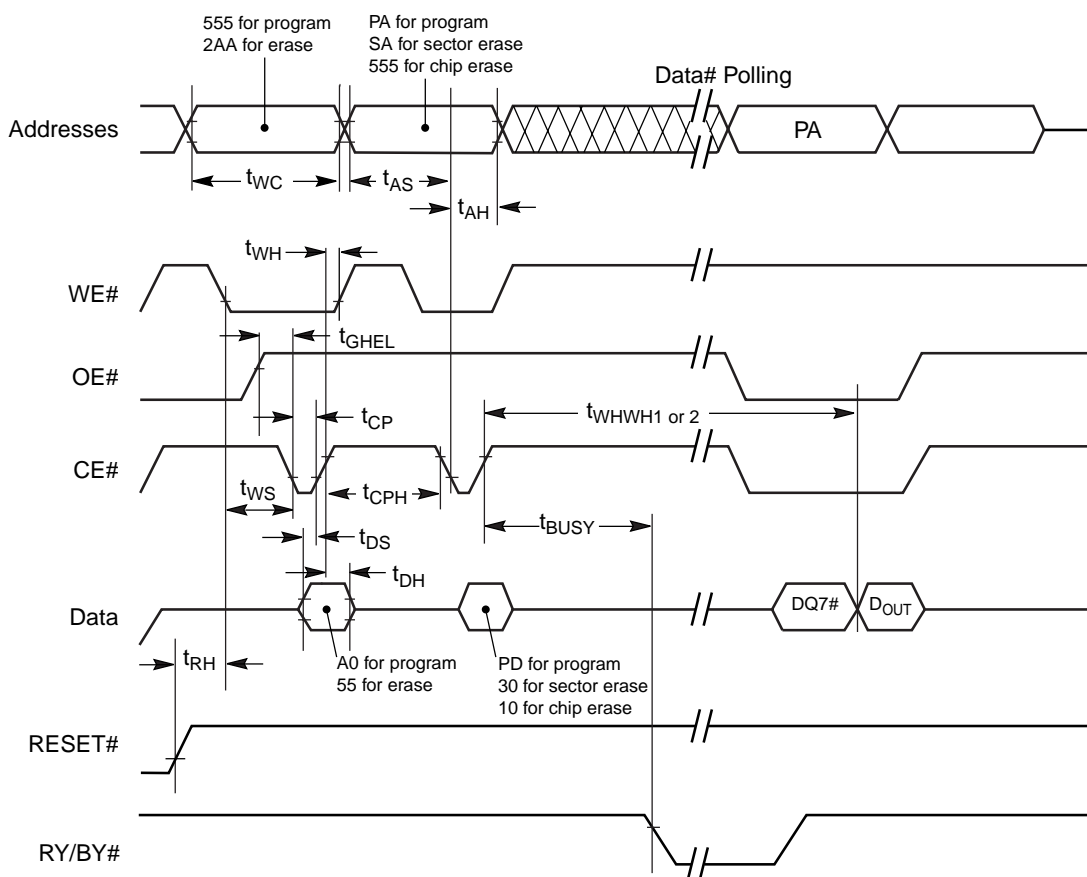 555 for program
2AA for erase
PA for program
SA for sector erase
555 for chip erase
Data# Polling
Addresses
PA
tWC
tAS
tAH
tWH
WE#
tGHEL
OE#
tWHWH1 or 2
tCP
CE#
tWS
tCPH
tBUSY
tDS
tDH
Data
DQ7#
DOUT
tRH
A0 for program
55 for erase
PD for program
30 for sector erase
10 for chip erase
RESET#
RY/BY#